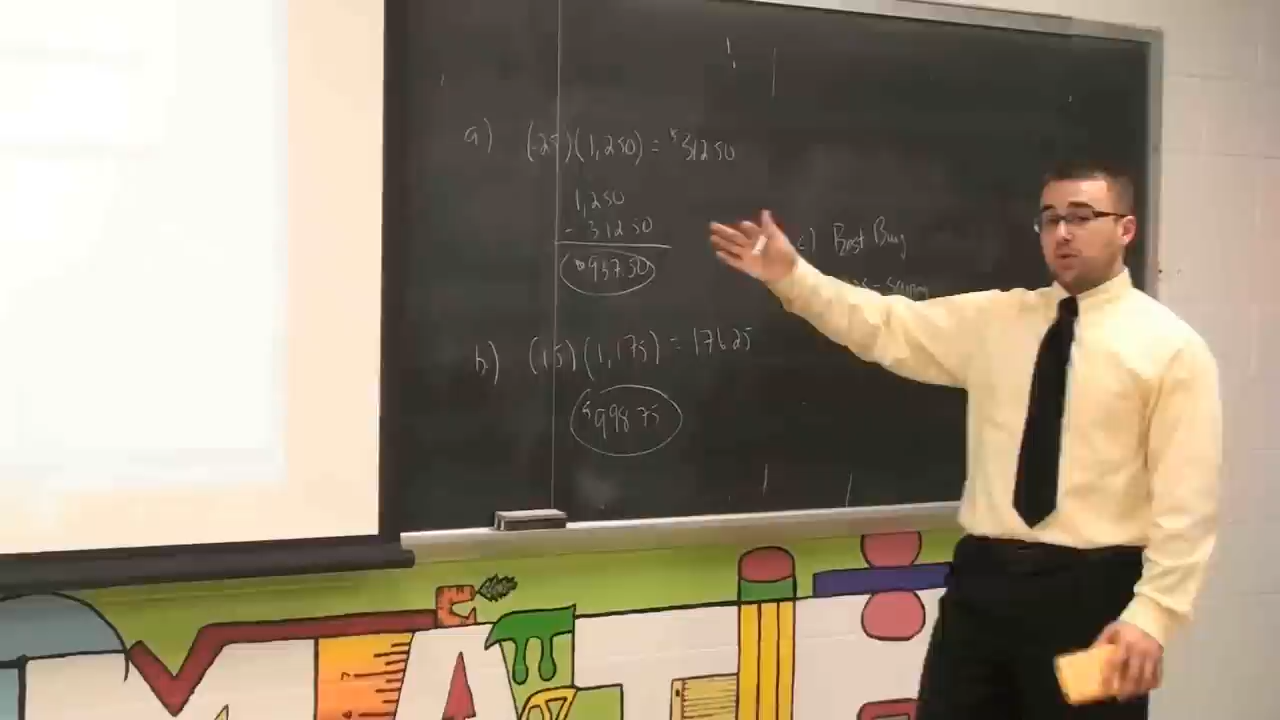 a) (.25)(1,250) = $312.50
1,250
- 312.50
$937.50
b.) (.15)(1,175) = 176.25
$998.75
c) Best Buy
MAT